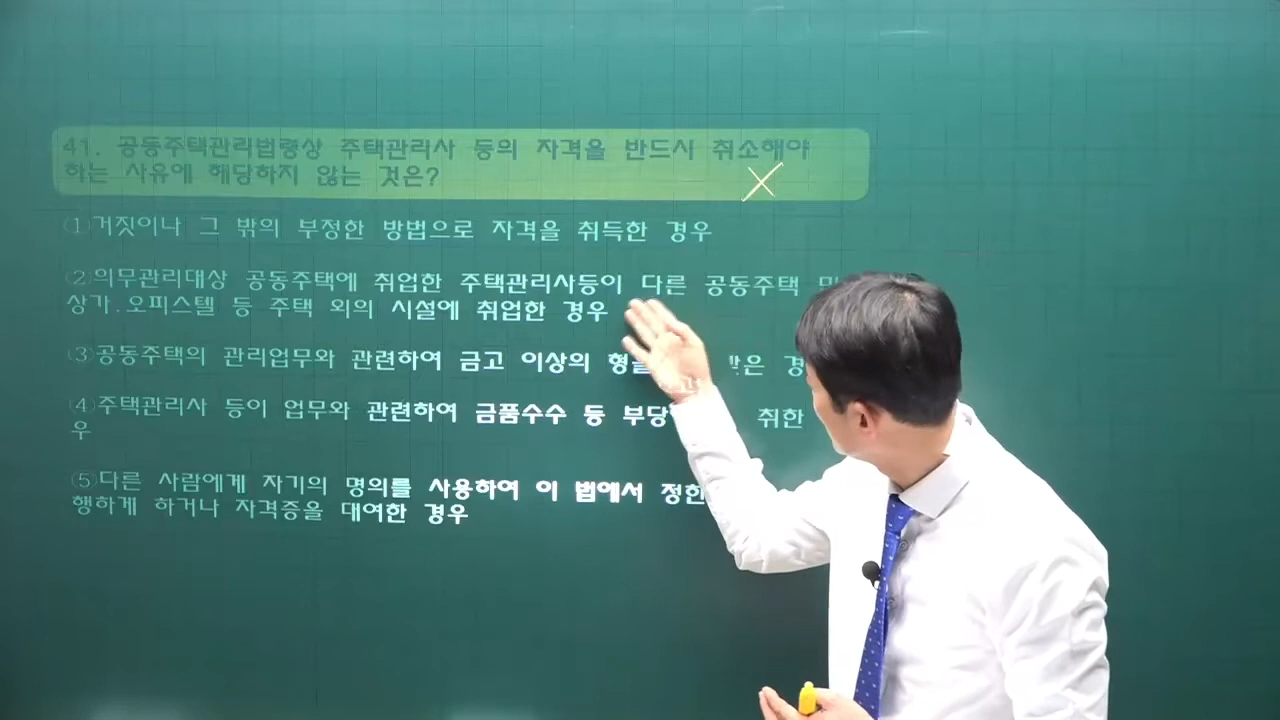 41. 공동주택관리법령상 주택관리사 등의 자격을 반드시 취소해야
하는 사유에 해당하지 않는 것은?
(1)거짓이나 그 밖의 부정한 방법으로 자격을 취득한 경우
(2)의무관리대상 공동주택에 취업한 주택관리사등이 다른 공동주택 및
상가.오피스텔 등 주택 외의 시설에 취업한 경우
(3)공동주택의 관리업무와 관련하여 금고 이상의 형을 받은 경
(4)주택관리사 등이 업무와 관련하여 금품수수 등 부당 취한
우
(5)다른 사람에게 자기의 명의를 사용하여 이 법에서 정한
행하게 하거나 자격증을 대여한 경우